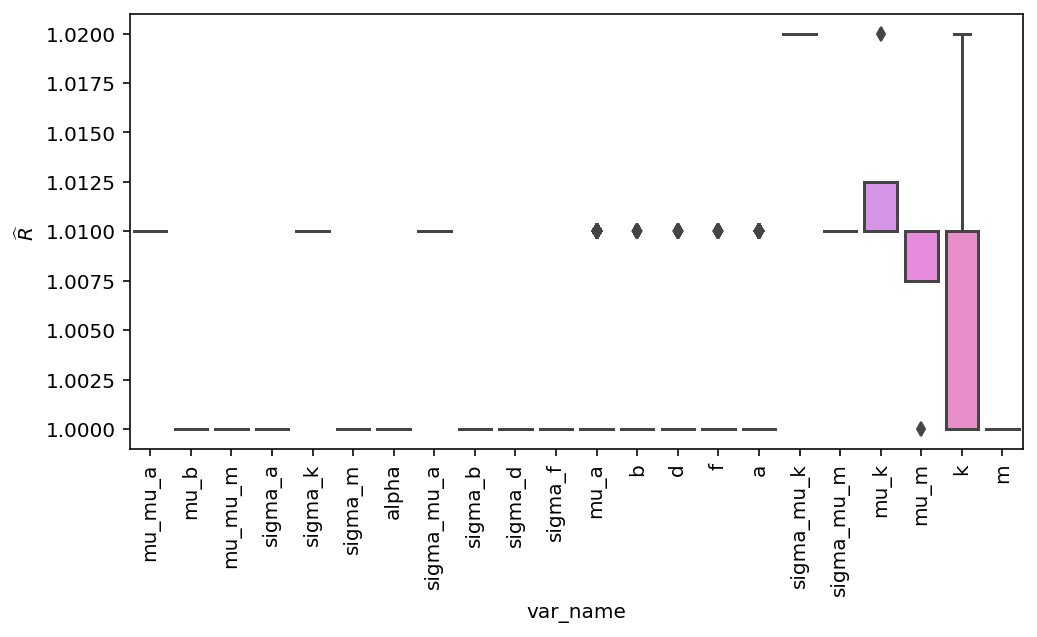 1.0200
1.0175
1.0150
1.0125
1.0100
1.0075
1.0050
1.0025
1.0000
R̂
mu_mu_a
mu_b
mu_mu_m
sigma_a
sigma_k
sigma_m
alpha
sigma_mu_a
sigma_b
sigma_d
sigma_f
mu_a
b
d
f
a
sigma_mu_k
sigma_mu_m
mu_k
mu_m
k
m
var_name